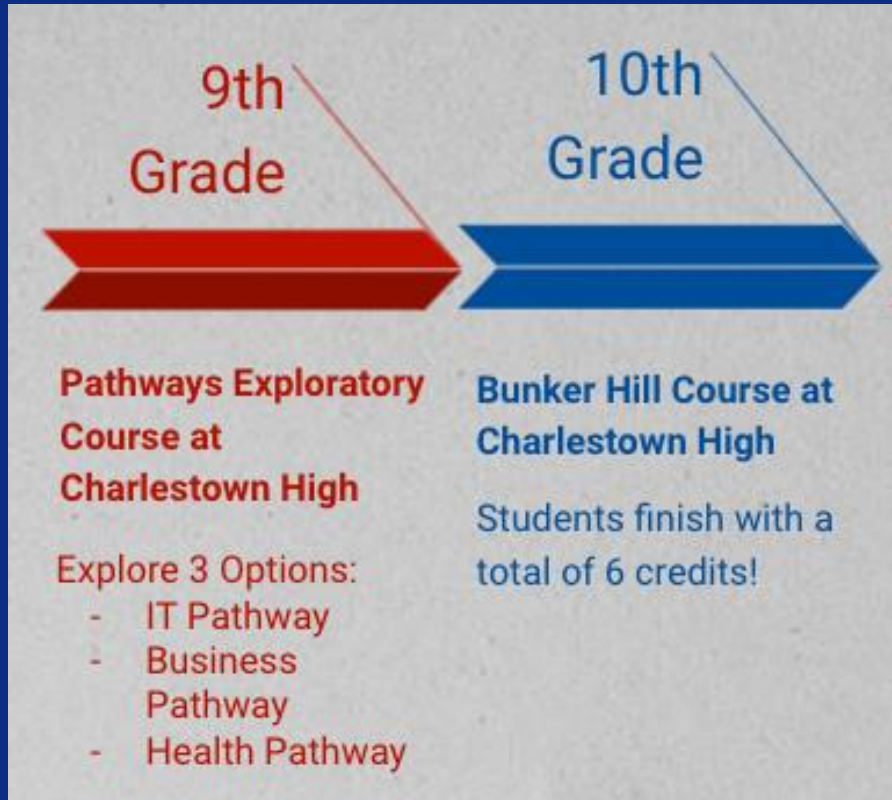 9th
Grade
Pathways Exploratory
Course at
Charlestown High
Explore 3 Options:
- IT Pathway
- Business
Pathway
- Health Pathway
10th
Grade
Bunker Hill Course at
Charlestown High
Students finish with a
total of 6 credits!